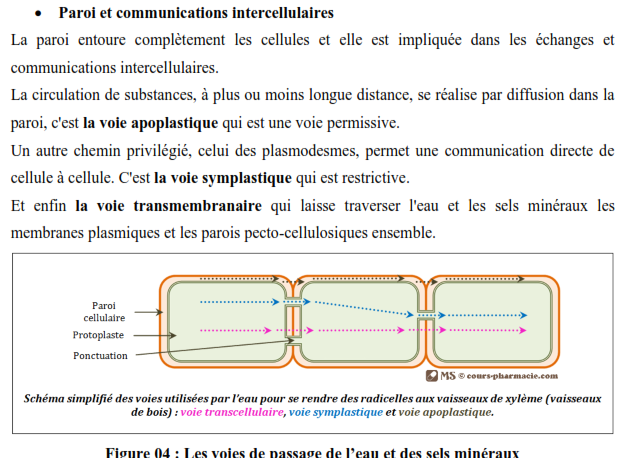 • Paroi et communications intercellulaires
La paroi entoure complètement les cellules et elle est impliquée dans les échanges et
communications intercellulaires.
La circulation de substances, à plus ou moins longue distance, se réalise par diffusion dans la
paroi, c'est la voie apoplastique qui est une voie permissive.
Un autre chemin privilégié, celui des plasmodesmes, permet une communication directe de
cellule à cellule. C'est la voie symplastique qui est restrictive.
Et enfin la voie transmembranaire qui laisse traverser l'eau et les sels minéraux les
membranes plasmiques et les parois pecto-cellulosiques ensemble.
Paroi
cellulaire
Protoplaste
Ponctuation
MS © cours-pharmacie.com
Schéma simplifié des voies utilisées par l'eau pour se rendre des radicelles aux vaisseaux de xylème (vaisseaux
de bois) : voie transcellulaire, voie symplastique et voie apoplastique.
Figure 04 : Les voies de passage de l'eau et des sels minéraux